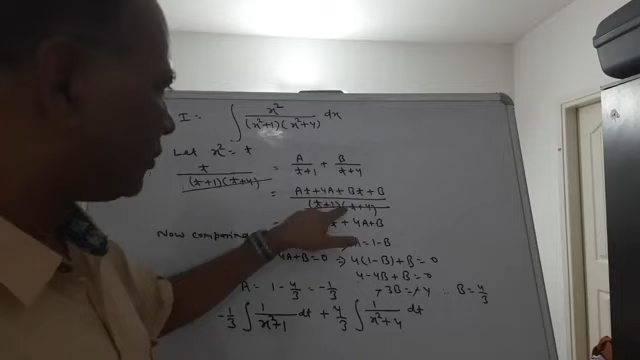 I = ∫ x²/(x²+1)(x²+4) dx
Let x² = t
t/(t+1)(t+4) = A/t+1 + B/t+4
= At+4A+Bt+B/(t+1)(t+4)
= t + 4A+B
Now comparing
A = 1-B
4A+B=0 ⇒ 4(1-B)+B=0
4-4B+B=0
A = 1-4/3 = -1/3 -3B=-4 ∴ B=4/3
-1/3 ∫ 1/x²+1 dt + 4/3 ∫ 1/x²+4 dt